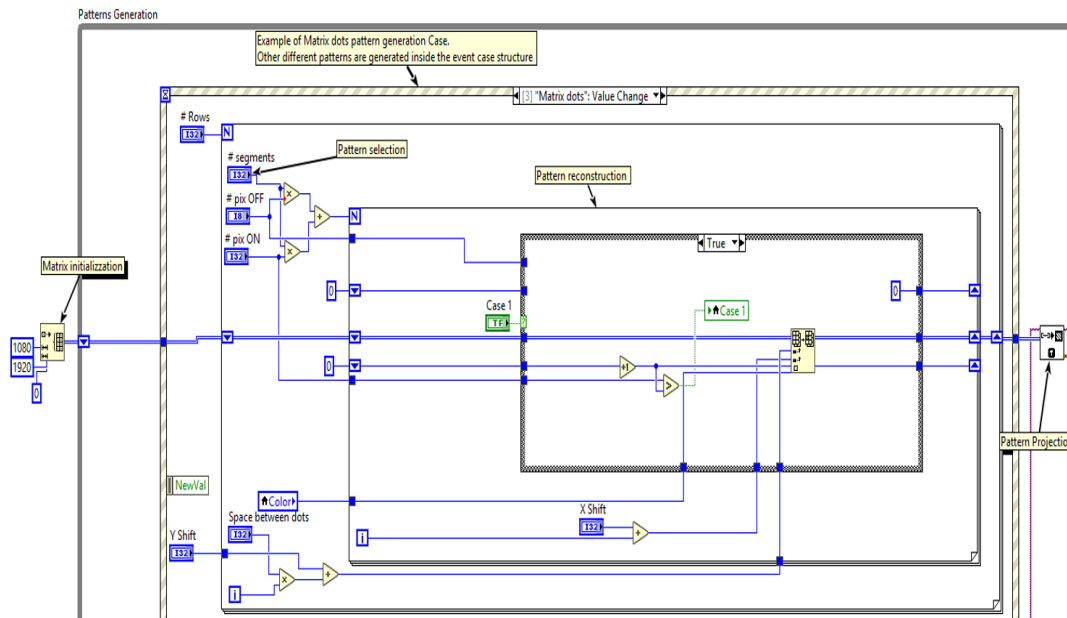 Patterns Generation
Example of Matrix dots pattern generation Case.
Other different patterns are generated inside the event case structure
[3] "Matrix dots": Value Change
# Rows
I32
N
# segments
I32
Pattern selection
Pattern reconstruction
# pix OFF
I8
x
+
N
# pix ON
I32
x
True
Matrix initializzation
0
0
Case 1
TF
?
Case 1
1080
1920
0
0
+1
>
T
Pattern Projectio
NewVal
Color
X Shift
I32
+
i
Space between dots
I32
Y Shift
I32
x
+
i